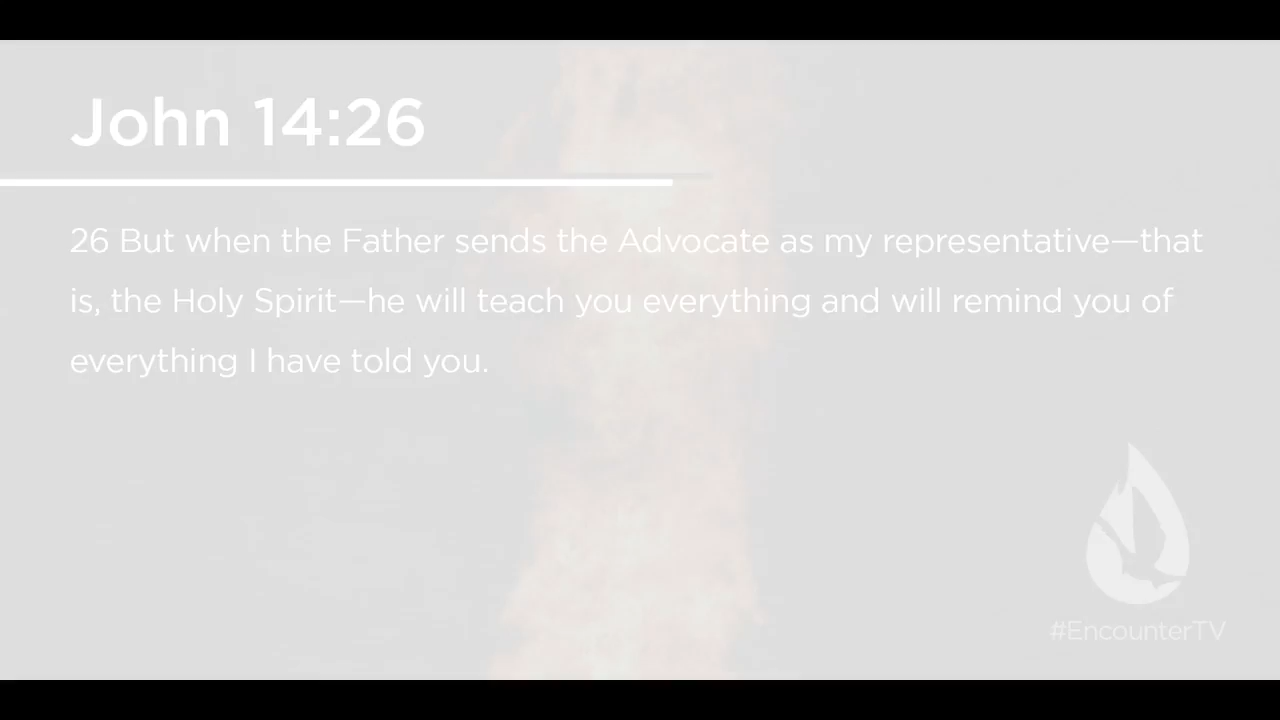 John 14:26
26 But when the Father sends the Advocate as my representative—that
is, the Holy Spirit—he will teach you everything and will remind you of
everything I have told you.
#EncounterTV